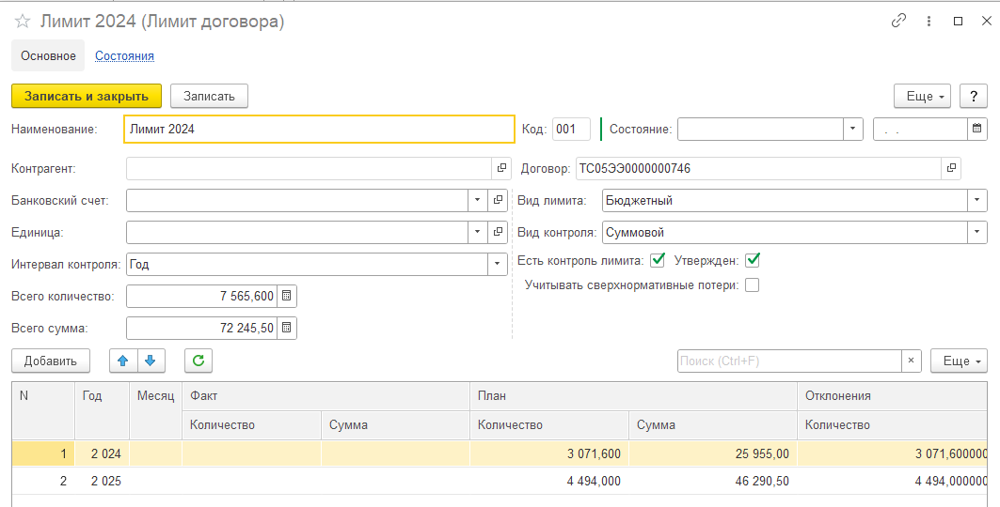 Лимит 2024 (Лимит договора)
Основное Состояния
Записать и закрыть Записать Еще ?
Наименование: Лимит 2024 Код: 001 Состояние: . .
Контрагент: Договор: ТС05ЭЭ0000000746
Банковский счет: Вид лимита: Бюджетный
Единица: Вид контроля: Суммовой
Интервал контроля: Год Есть контроль лимита: Утвержден:
Учитывать сверхнормативные потери:
Всего количество: 7 565,600
Всего сумма: 72 245,50
Добавить Поиск (Ctrl+F) × Еще
N Год Месяц Факт План Отклонения
Количество Сумма Количество Сумма Количество
1 2 024 3 071,600 25 955,00 3 071,600000
2 2 025 4 494,000 46 290,50 4 494,000000